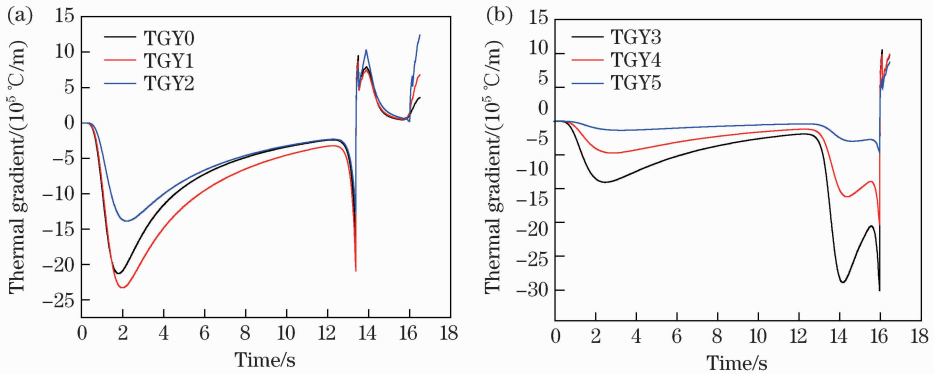 (a)
15
10
5
0
−5
−10
−15
−20
−25
Thermal gradient/(10⁵ ℃/m)
TGY0
TGY1
TGY2
0 2 4 6 8 10 12 14 16 18
Time/s
(b)
15
10
5
0
−5
−10
−15
−20
−25
−30
Thermal gradient/(10⁵ ℃/m)
TGY3
TGY4
TGY5
0 2 4 6 8 10 12 14 16 18
Time/s